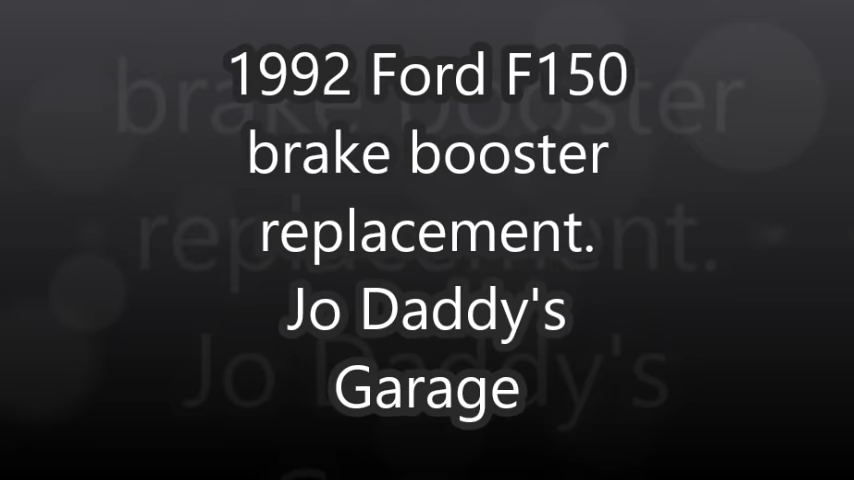 1992 Ford F150
brake booster
replacement.
Jo Daddy's
Garage